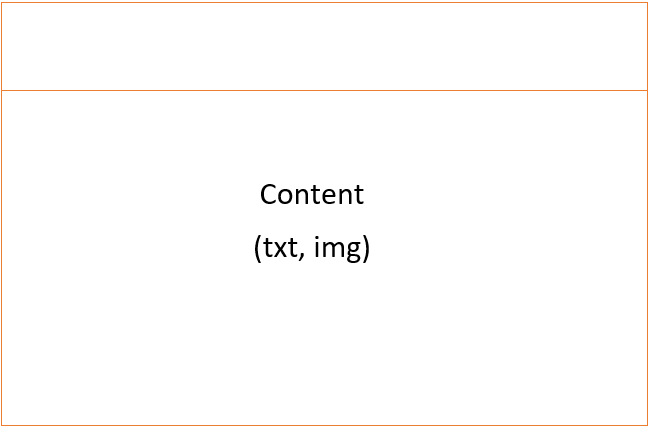 Content
(txt, img)